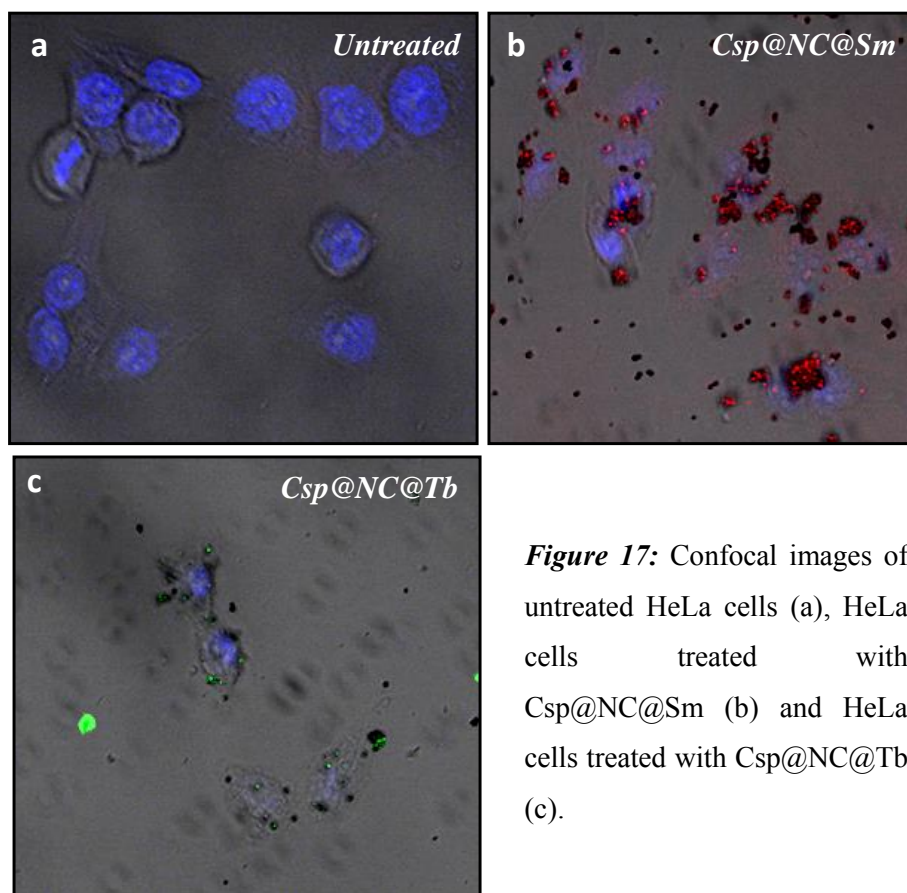 a
Untreated
b
Csp@NC@Sm
c
Csp@NC@Tb
Figure 17: Confocal images of
untreated HeLa cells (a), HeLa
cells treated with
Csp@NC@Sm (b) and HeLa
cells treated with Csp@NC@Tb
(c).